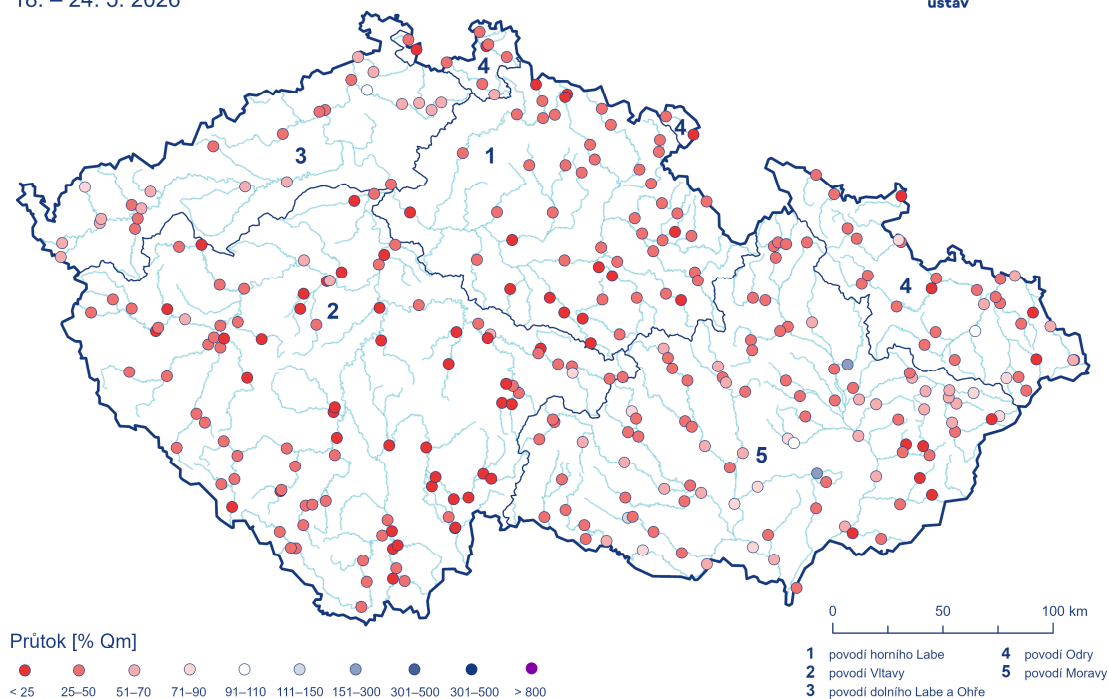 18. – 24. 5. 2026
ústav
4
4
3
1
2
4
5
Průtok [% Qm]
< 25 25–50 51–70 71–90 91–110 111–150 151–300 301–500 301–500 > 800
0 50 100 km
1 povodí horního Labe
2 povodí Vltavy
3 povodí dolního Labe a Ohře
4 povodí Odry
5 povodí Moravy